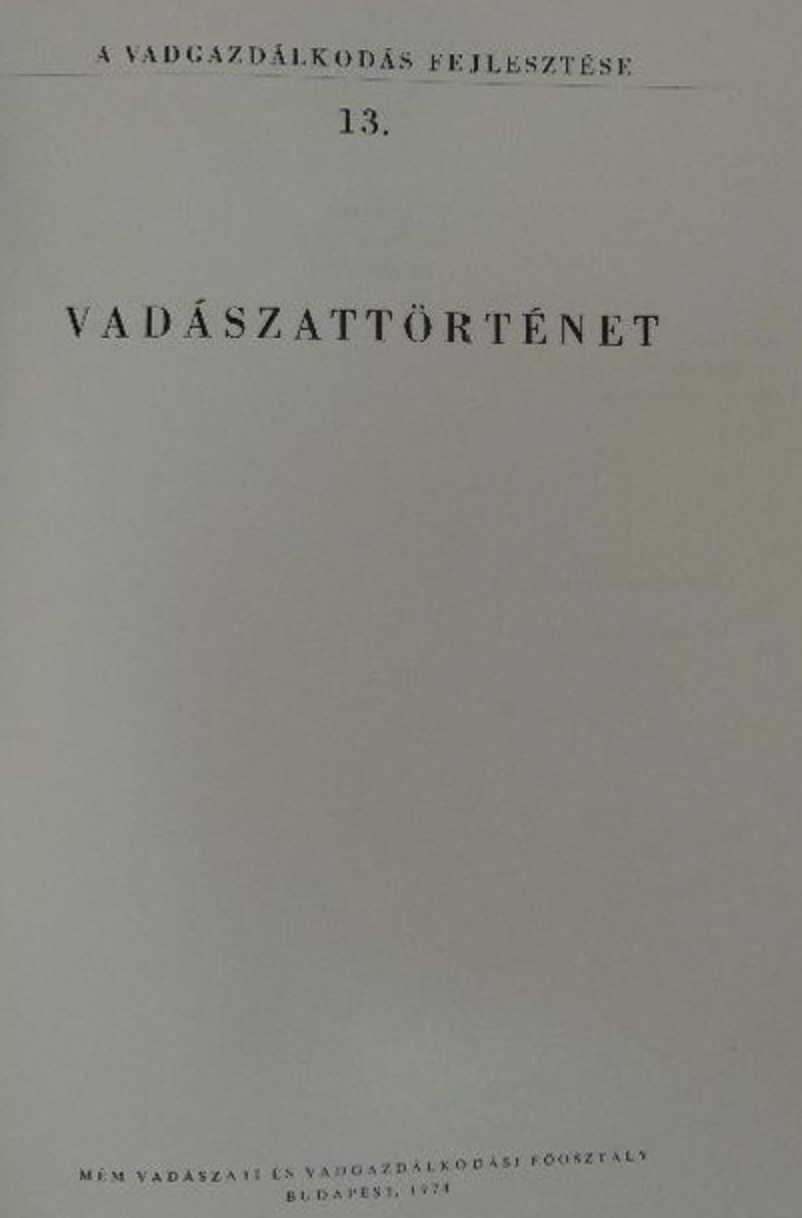 A VADGAZDÁLKODÁS FEJLESZTÉSE
13.
VADÁSZATTÖRTÉNET
MÉM VADÁSZATI ÉS VADGAZDÁLKODÁSI FŐOSZTÁLY
BUDAPEST,